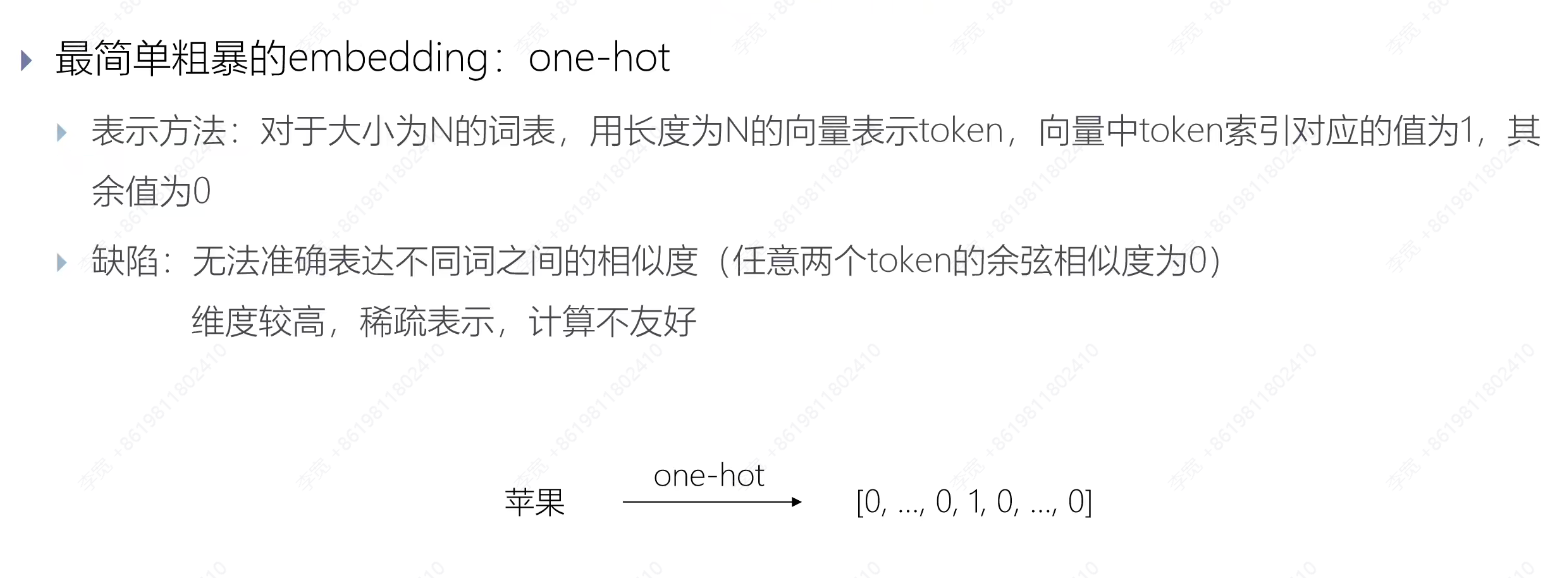 最简单粗暴的embedding：one-hot
表示方法：对于大小为N的词表，用长度为N的向量表示token，向量中token索引对应的值为1，其
余值为0
缺陷：无法准确表达不同词之间的相似度（任意两个token的余弦相似度为0）
维度较高，稀疏表示，计算不友好
one-hot
苹果 [0, ..., 0, 1, 0, ..., 0]
李宽 +8619811802410